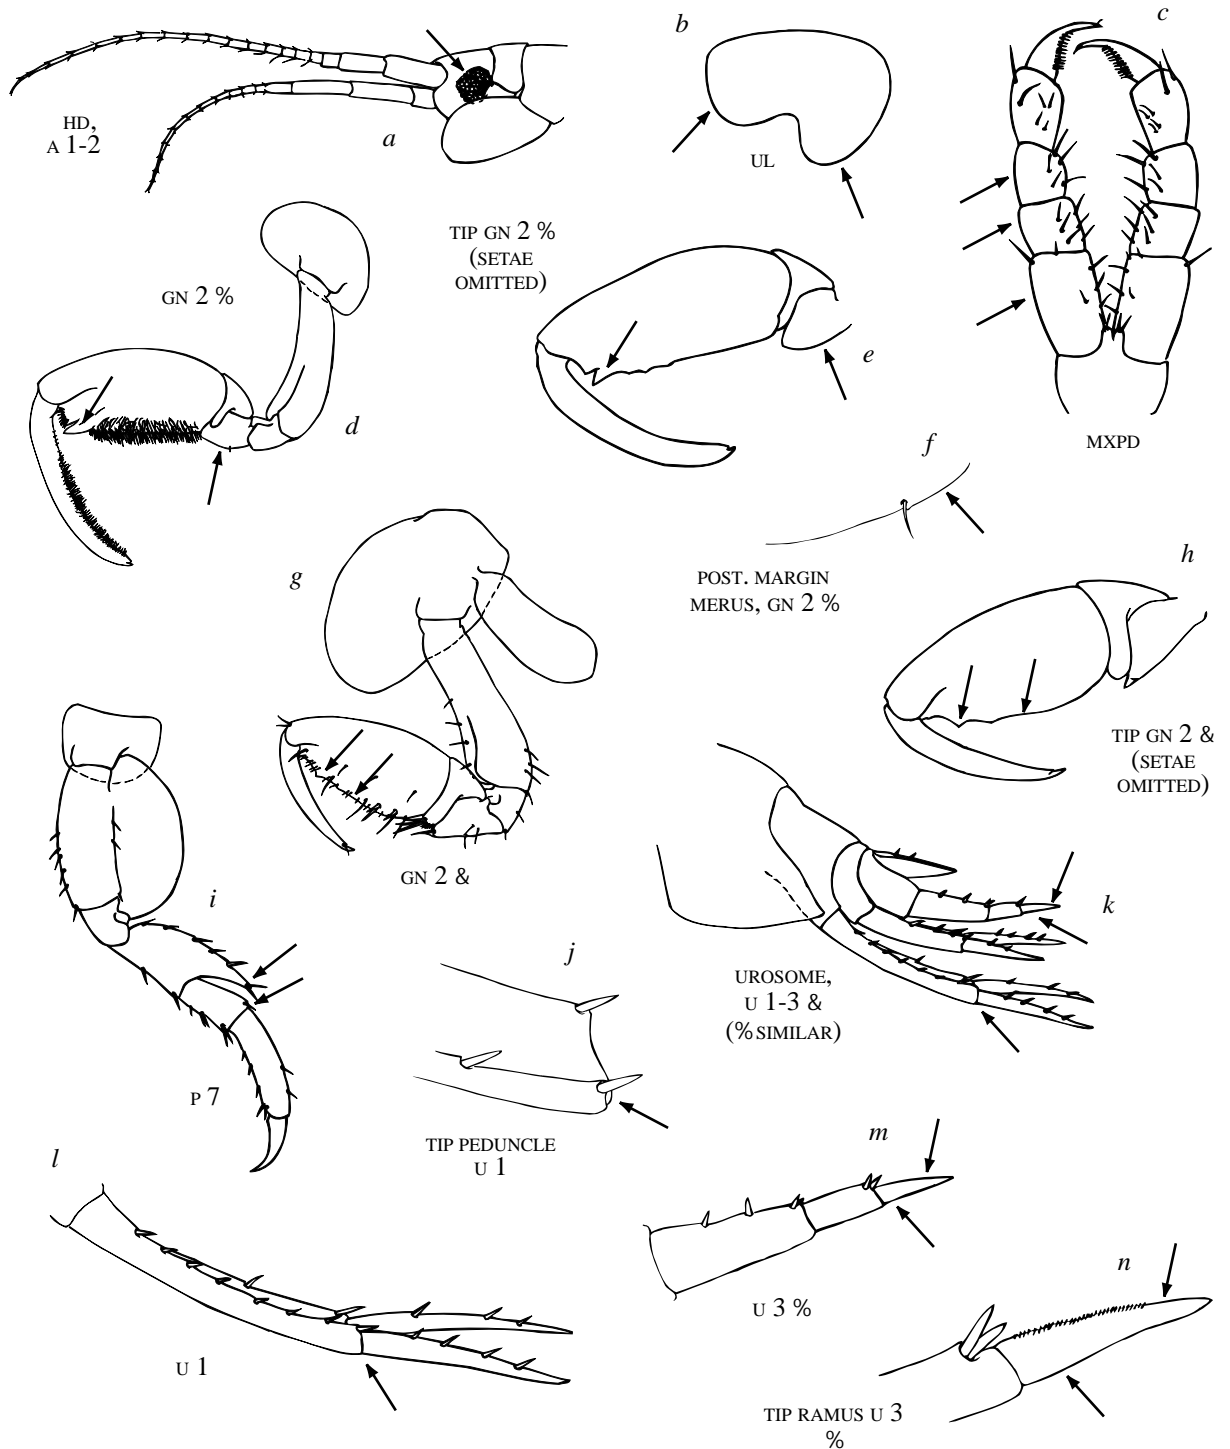 a
HD,
A 1-2
b
UL
c
MXPD
GN 2 %
d
TIP GN 2 %
(SETAE
OMITTED)
e
f
POST. MARGIN
MERUS, GN 2 %
g
GN 2 &
h
TIP GN 2 &
(SETAE
OMITTED)
i
P 7
j
TIP PEDUNCLE
U 1
k
UROSOME,
U 1-3 &
(% SIMILAR)
l
U 1
m
U 3 %
n
TIP RAMUS U 3
%